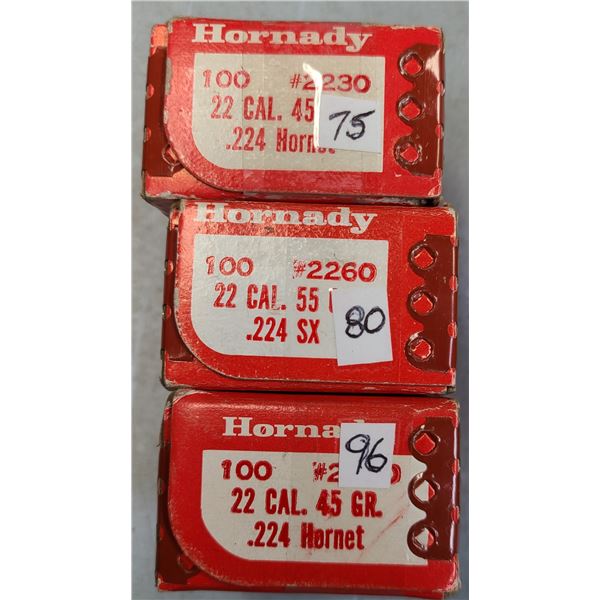 Hornady
100 #2230
22 CAL. 45 75
.224 Hornet
Hornady
100 #2260
22 CAL. 55 80
.224 SX
Hornady 96
100
22 CAL. 45 GR.
.224 Hornet